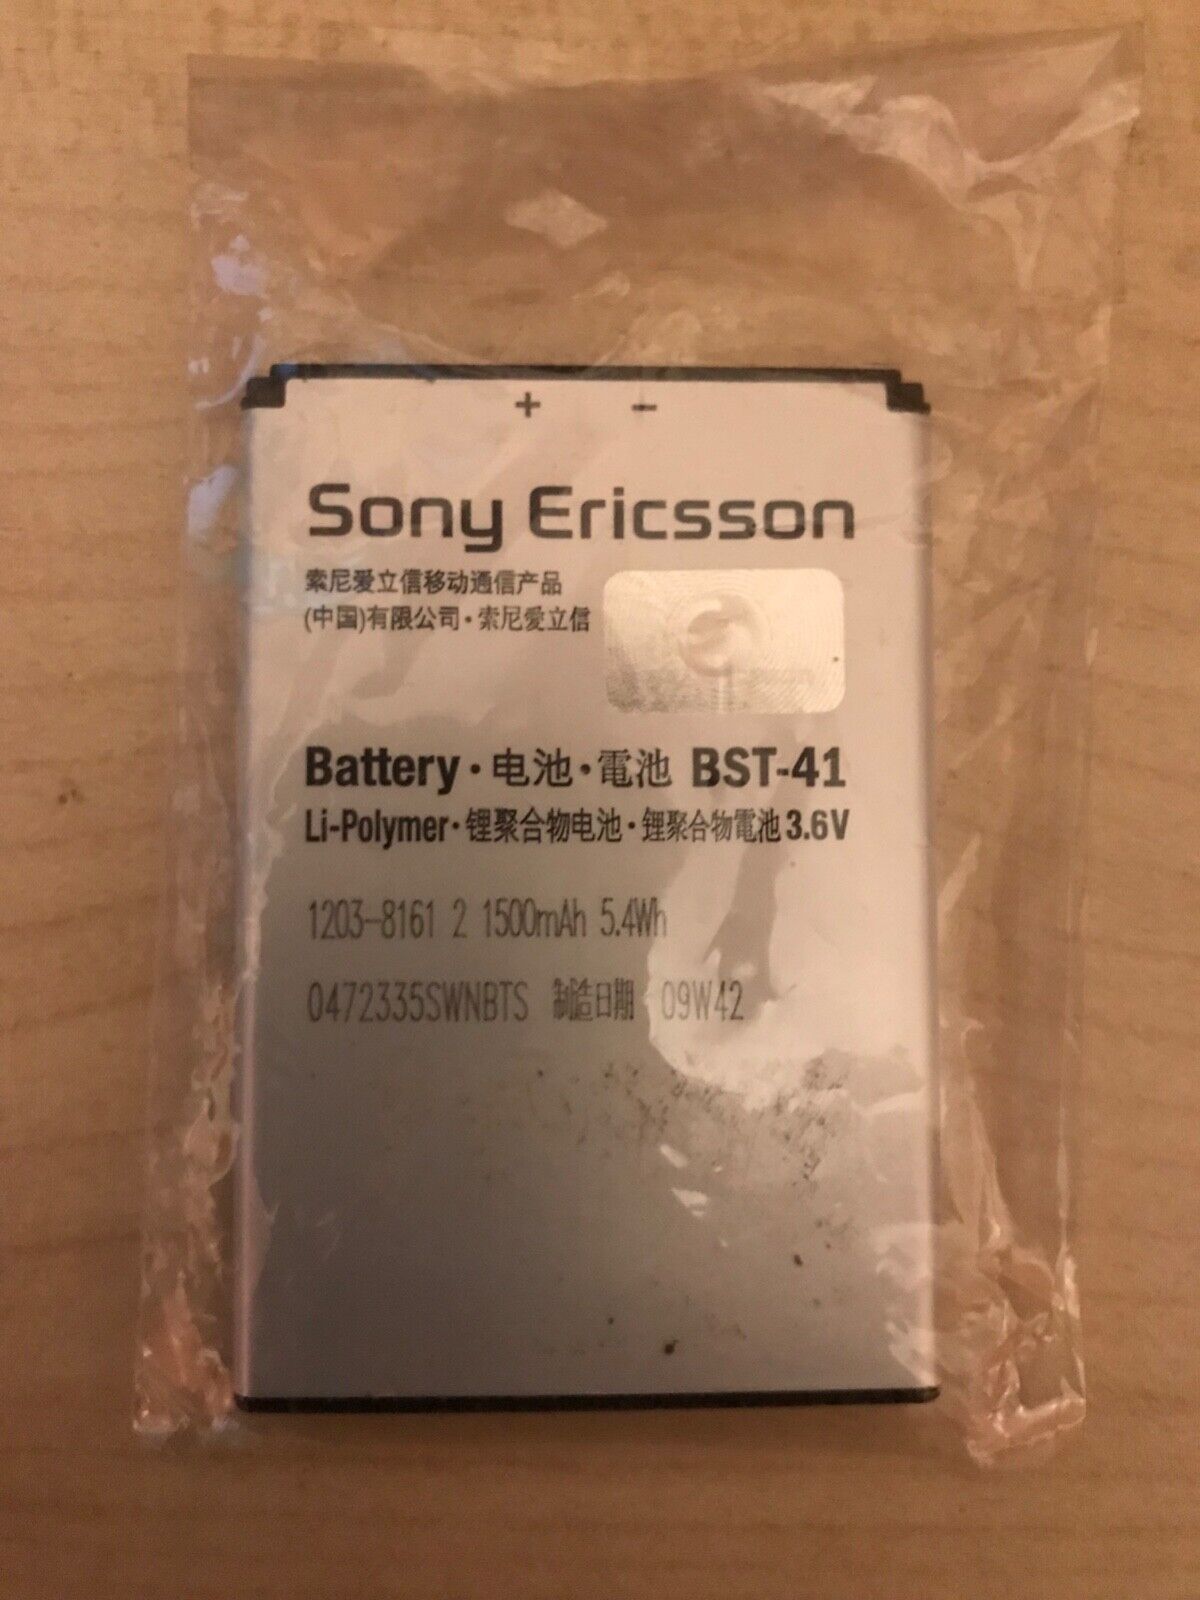 + −
Sony Ericsson
索尼爱立信移动通信产品
(中国)有限公司·索尼爱立信
Battery·电池·電池 BST-41
Li-Polymer·锂聚合物电池·鋰聚合物電池 3.6V
1203-8161 2 1500mAh 5.4Wh
0472335SWNBTS 制造日期 09W42